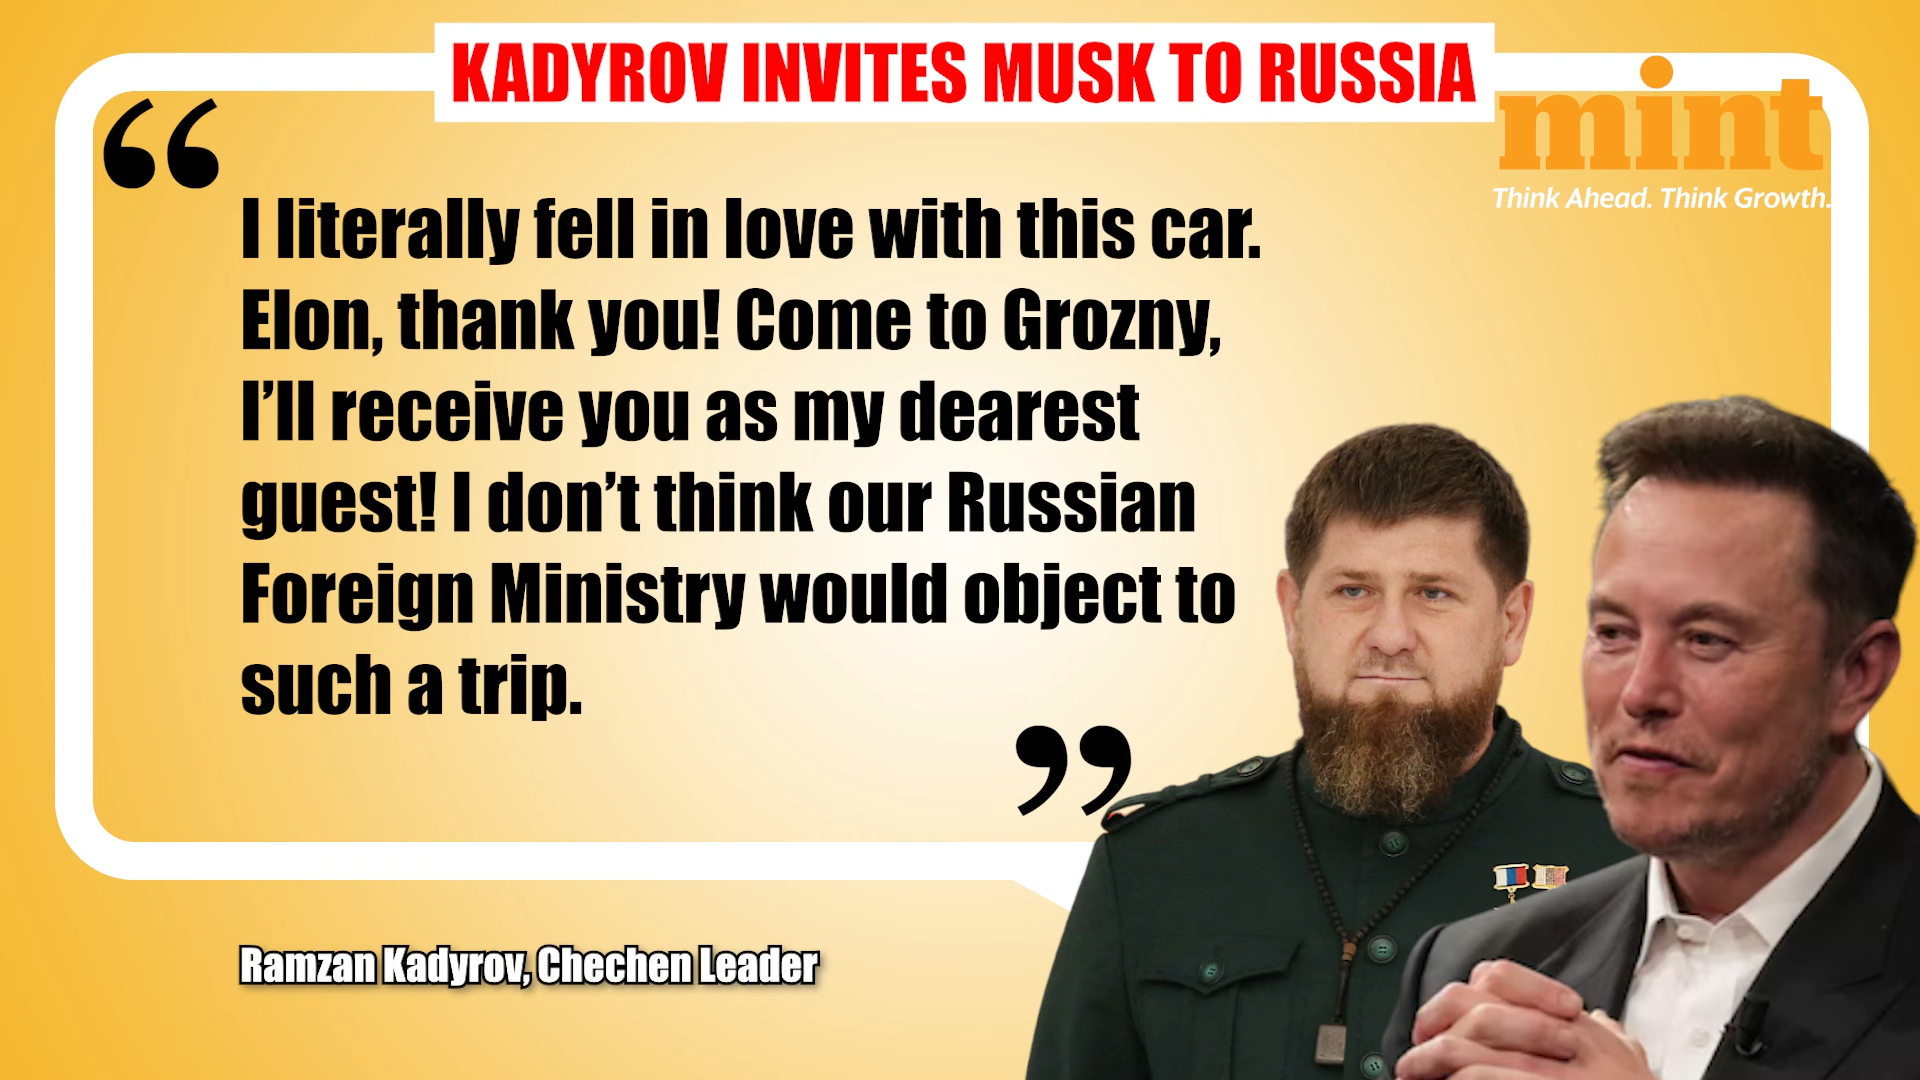 KADYROV INVITES MUSK TO RUSSIA
mint
Think Ahead. Think Growth.
“
I literally fell in love with this car.
Elon, thank you! Come to Grozny,
I’ll receive you as my dearest
guest! I don’t think our Russian
Foreign Ministry would object to
such a trip.
”
Ramzan Kadyrov, Chechen Leader